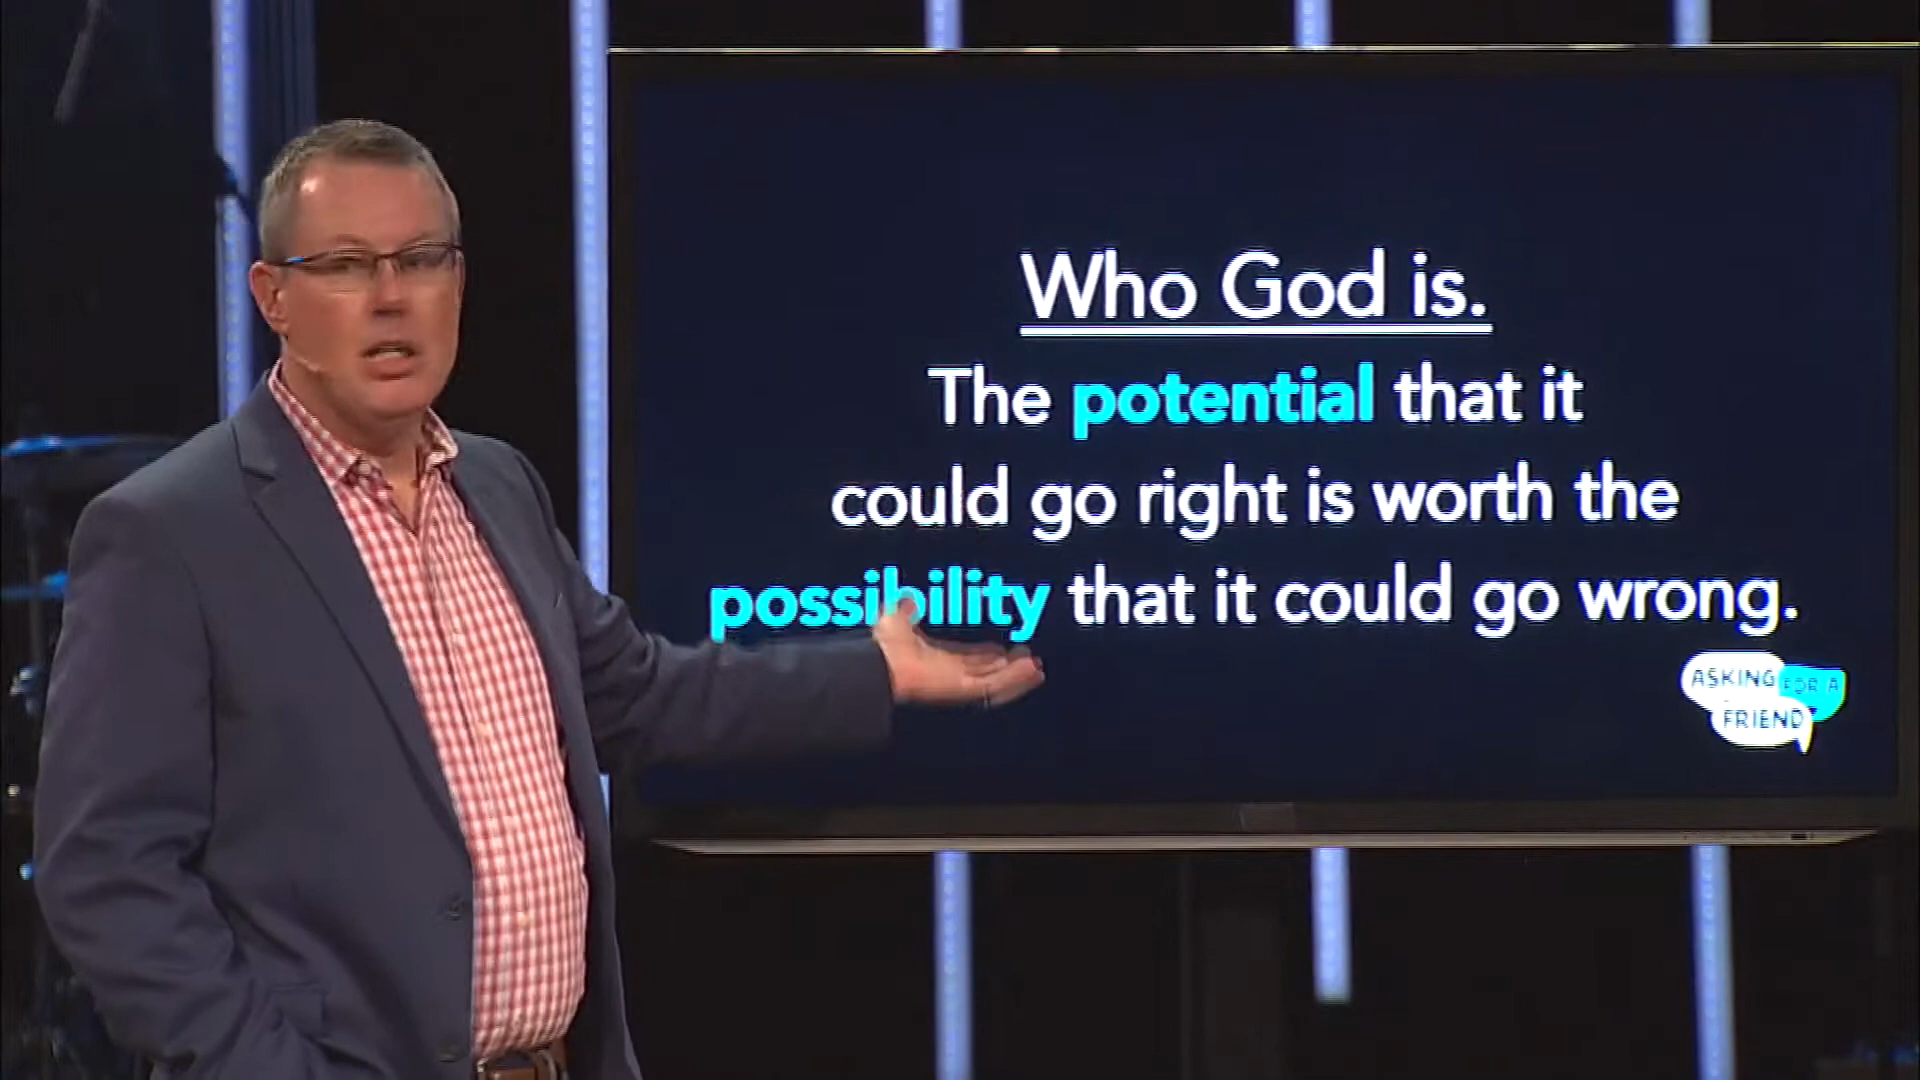 Who God is.
The potential that it
could go right is worth the
possibility that it could go wrong.
ASKING FOR A
FRIEND